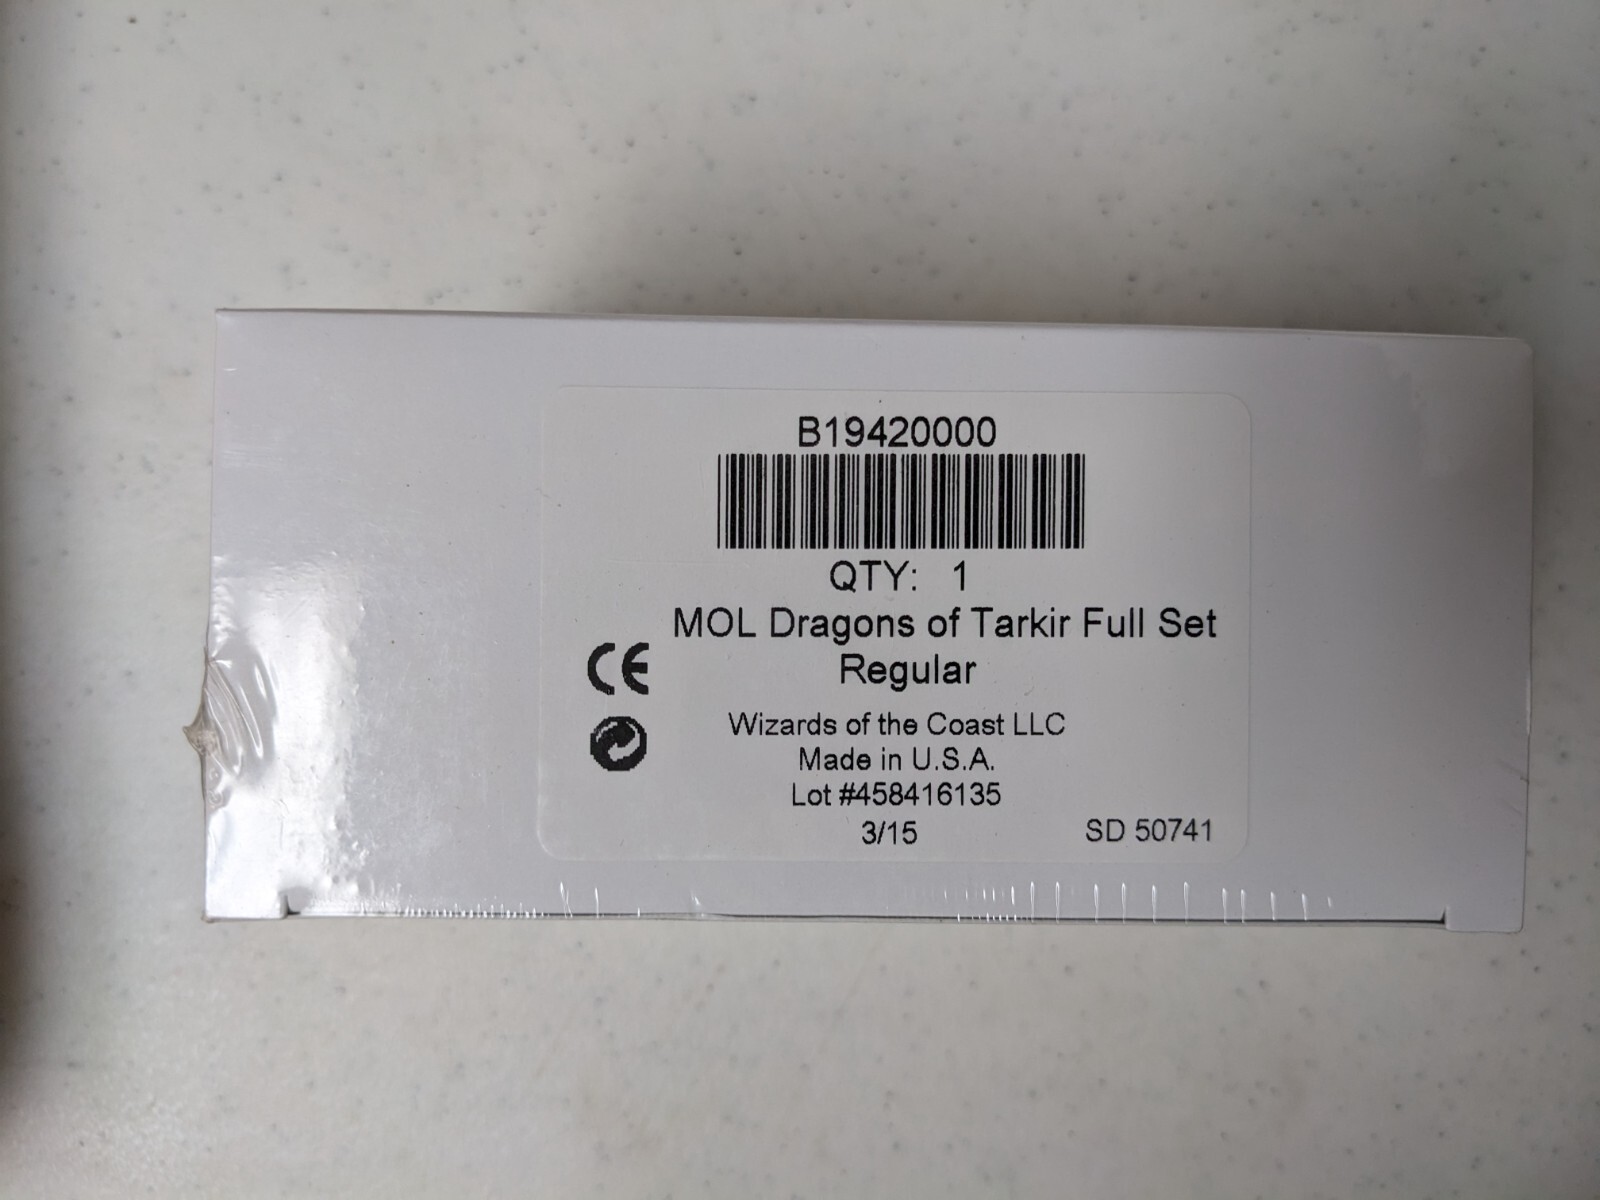 B19420000
QTY: 1
MOL Dragons of Tarkir Full Set
Regular
CE
Wizards of the Coast LLC
Made in U.S.A.
Lot #458416135
3/15
SD 50741